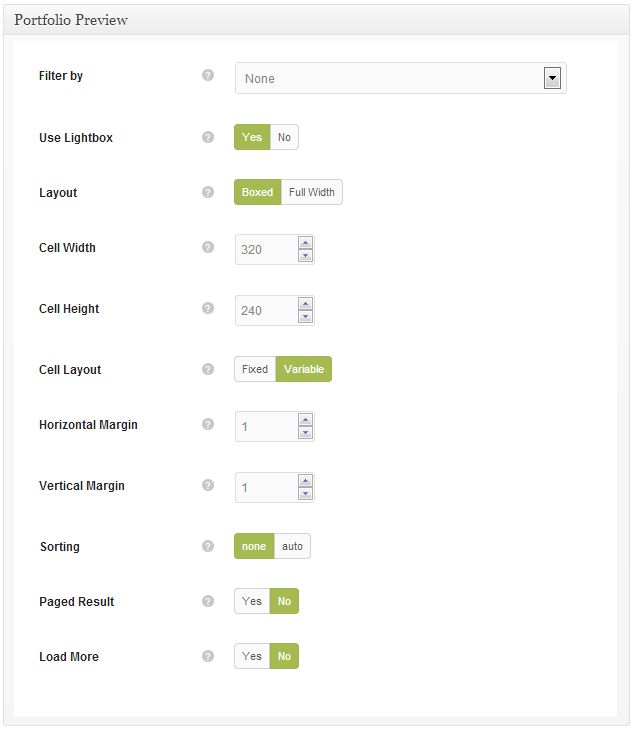 Portfolio Preview
Filter by ? None
Use Lightbox ? Yes No
Layout ? Boxed Full Width
Cell Width ? 320
Cell Height ? 240
Cell Layout ? Fixed Variable
Horizontal Margin ? 1
Vertical Margin ? 1
Sorting ? none auto
Paged Result ? Yes No
Load More ? Yes No